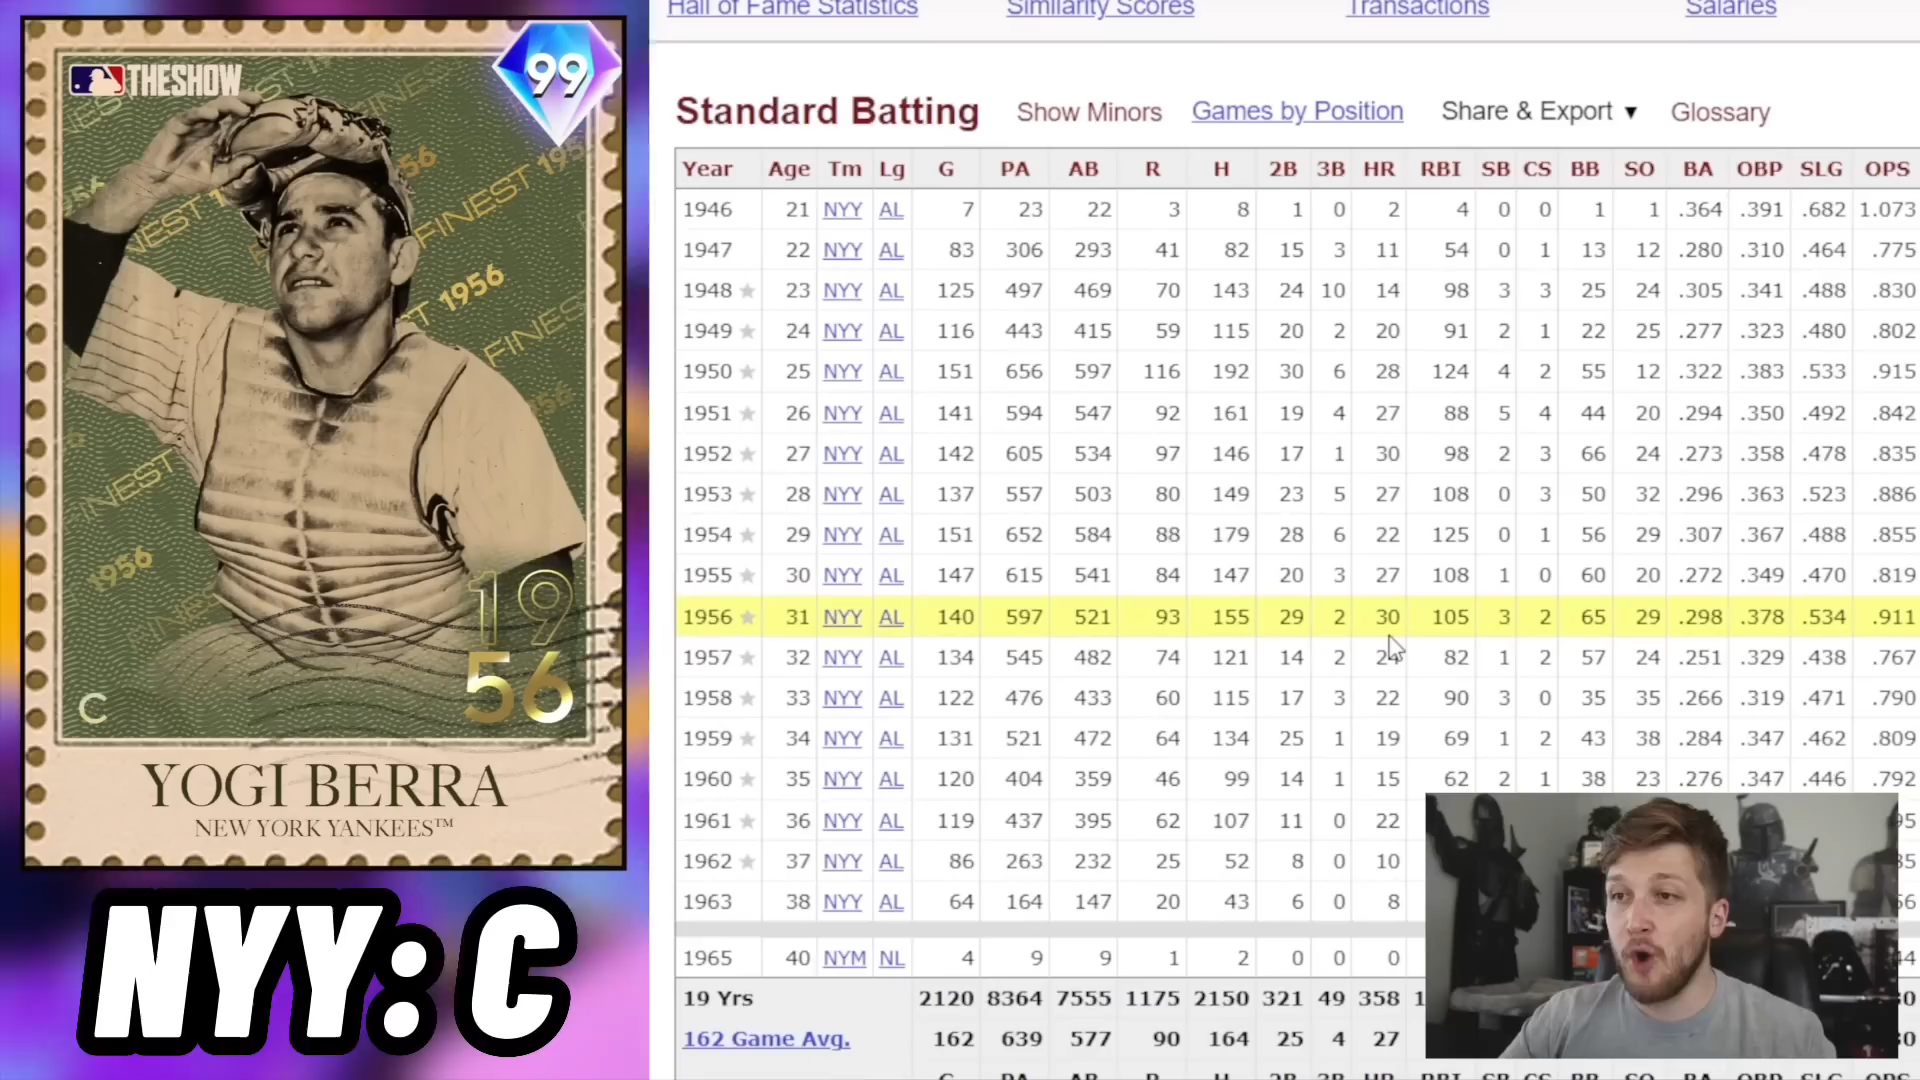 THE SHOW
99
1956
FINEST 1956
FINEST
1956
1956
19
56
C
YOGI BERRA
NEW YORK YANKEES™
NYY: C
Hall of Fame Statistics Similarity Scores Transactions Salaries
Standard Batting Show Minors Games by Position Share & Export ▼ Glossary
Year Age Tm Lg G PA AB R H 2B 3B HR RBI SB CS BB SO BA OBP SLG OPS
1946 21 NYY AL 7 23 22 3 8 1 0 2 4 0 0 1 1 .364 .391 .682 1.073
1947 22 NYY AL 83 306 293 41 82 15 3 11 54 0 1 13 12 .280 .310 .464 .775
1948 ★ 23 NYY AL 125 497 469 70 143 24 10 14 98 3 3 25 24 .305 .341 .488 .830
1949 ★ 24 NYY AL 116 443 415 59 115 20 2 20 91 2 1 22 25 .277 .323 .480 .802
1950 ★ 25 NYY AL 151 656 597 116 192 30 6 28 124 4 2 55 12 .322 .383 .533 .915
1951 ★ 26 NYY AL 141 594 547 92 161 19 4 27 88 5 4 44 20 .294 .350 .492 .842
1952 ★ 27 NYY AL 142 605 534 97 146 17 1 30 98 2 3 66 24 .273 .358 .478 .835
1953 ★ 28 NYY AL 137 557 503 80 149 23 5 27 108 0 3 50 32 .296 .363 .523 .886
1954 ★ 29 NYY AL 151 652 584 88 179 28 6 22 125 0 1 56 29 .307 .367 .488 .855
1955 ★ 30 NYY AL 147 615 541 84 147 20 3 27 108 1 0 60 20 .272 .349 .470 .819
1956 ★ 31 NYY AL 140 597 521 93 155 29 2 30 105 3 2 65 29 .298 .378 .534 .911
1957 ★ 32 NYY AL 134 545 482 74 121 14 2 82 1 2 57 24 .251 .329 .438 .767
1958 ★ 33 NYY AL 122 476 433 60 115 17 3 22 90 3 0 35 35 .266 .319 .471 .790
1959 ★ 34 NYY AL 131 521 472 64 134 25 1 19 69 1 2 43 38 .284 .347 .462 .809
1960 ★ 35 NYY AL 120 404 359 46 99 14 1 15 62 2 1 38 23 .276 .347 .446 .792
1961 ★ 36 NYY AL 119 437 395 62 107 11 0 22
1962 ★ 37 NYY AL 86 263 232 25 52 8 0 10
1963 38 NYY AL 64 164 147 20 43 6 0 8
1965 40 NYM NL 4 9 9 1 2 0 0 0
19 Yrs 2120 8364 7555 1175 2150 321 49 358
162 Game Avg. 162 639 577 90 164 25 4 27